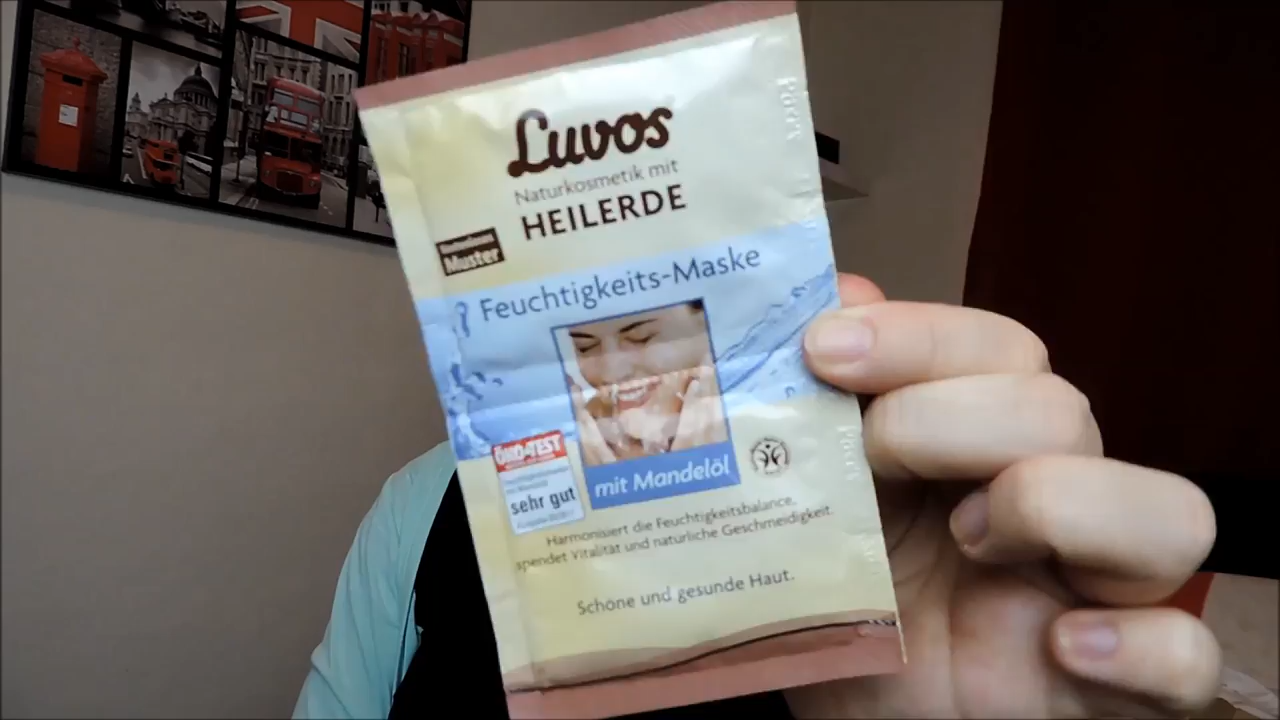 Luvos
Naturkosmetik mit
HEILERDE
Muster
Feuchtigkeits-Maske
ÖKO-TEST
sehr gut
mit Mandelöl
Harmonisiert die Feuchtigkeitsbalance,
spendet Vitalität und natürliche Geschmeidigkeit.
Schöne und gesunde Haut.